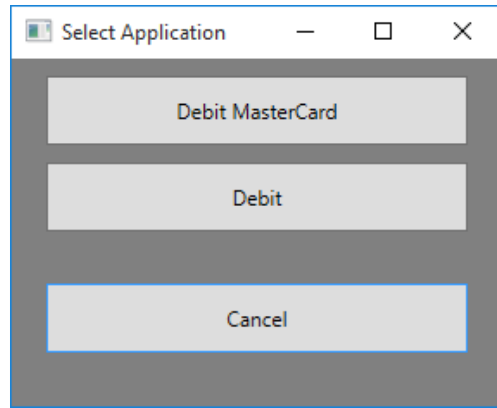 Select Application
Debit MasterCard
Debit
Cancel